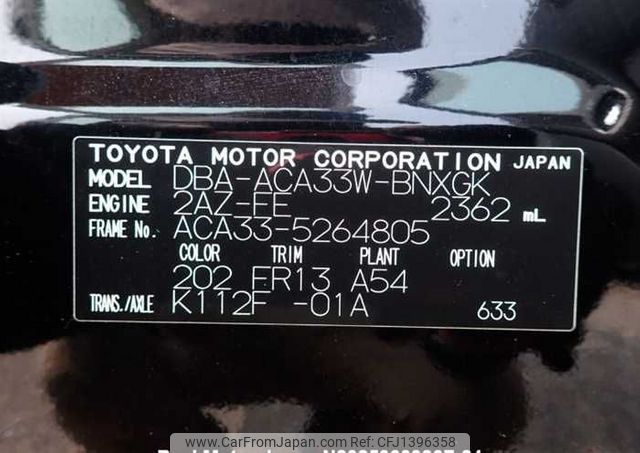 TOYOTA MOTOR CORPORATION JAPAN
MODEL DBA-ACA33W-BNXGK
ENGINE 2AZ-FE 2362 mL
FRAME No. ACA33-5264805
COLOR TRIM PLANT OPTION
202 FR13 A54
TRANS./AXLE K112F -01A 633
www.CarFromJapan.com CFJ1396358